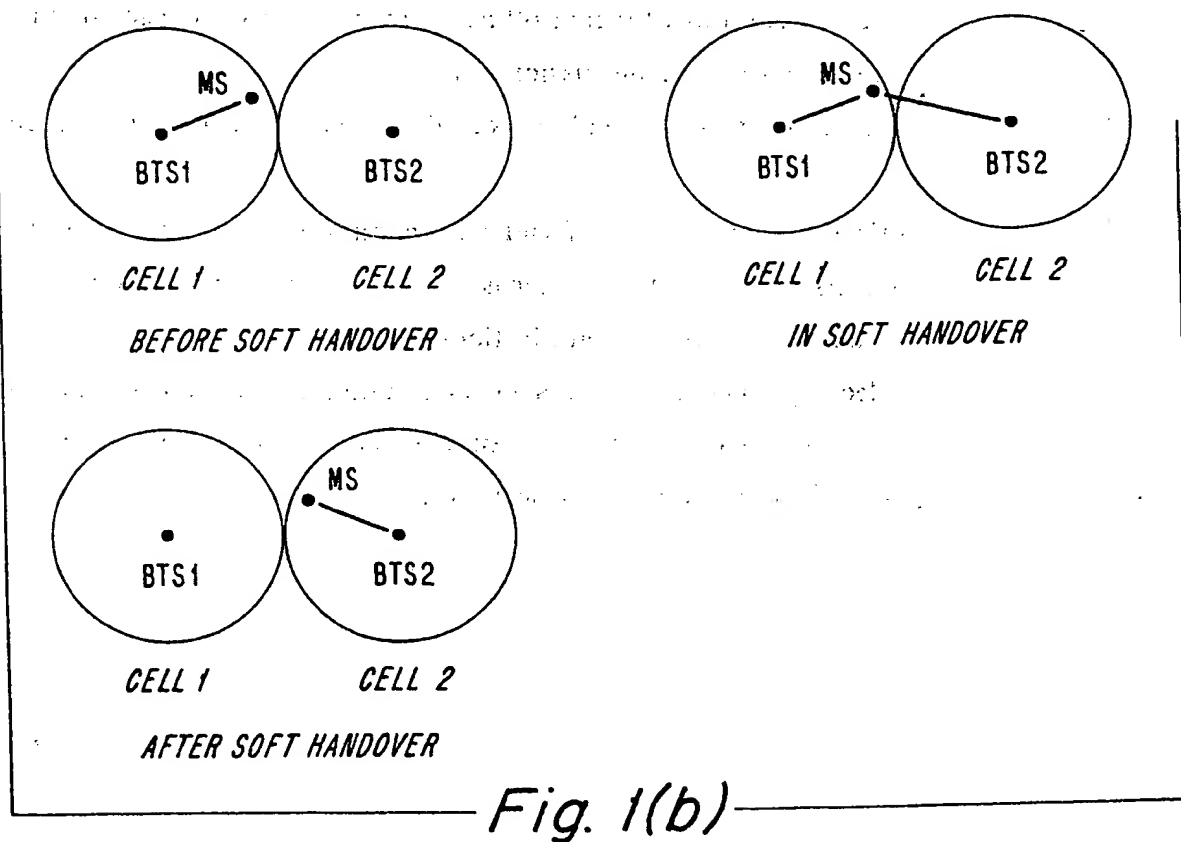 MS
BTS1
BTS2
CELL 1
CELL 2
BEFORE SOFT HANDOVER
MS
BTS1
BTS2
CELL 1
CELL 2
IN SOFT HANDOVER
MS
BTS1
BTS2
CELL 1
CELL 2
AFTER SOFT HANDOVER
Fig. 1(b)